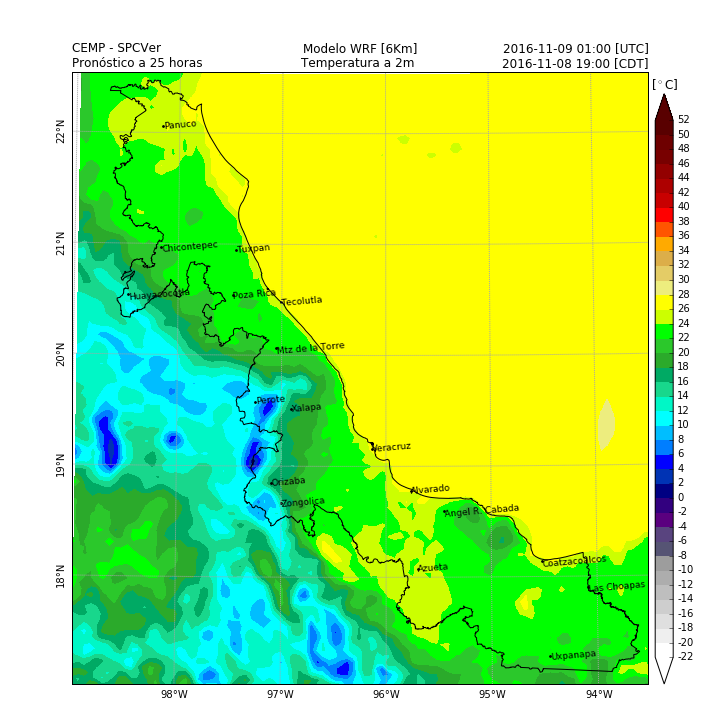 CEMP - SPCVer
Modelo WRF [6Km]
2016-11-09 01:00 [UTC]
Pronóstico a 25 horas
Temperatura a 2m
2016-11-08 19:00 [CDT]
[°C]
52
50
48
46
44
42
40
38
36
34
32
30
28
26
24
22
20
18
16
14
12
10
8
6
4
2
0
-2
-4
-6
-8
-10
-12
-14
-16
-18
-20
-22
22°N
21°N
20°N
19°N
18°N
Panuco
Chicontepec
Tuxpan
Huayacocotla
Poza Rica
Tecolutla
Mtz de la Torre
Perote
Xalapa
Veracruz
Orizaba
Alvarado
Zongolica
Angel R. Cabada
Azueta
Coatzacoalcos
Las Choapas
Uxpanapa
98°W
97°W
96°W
95°W
94°W